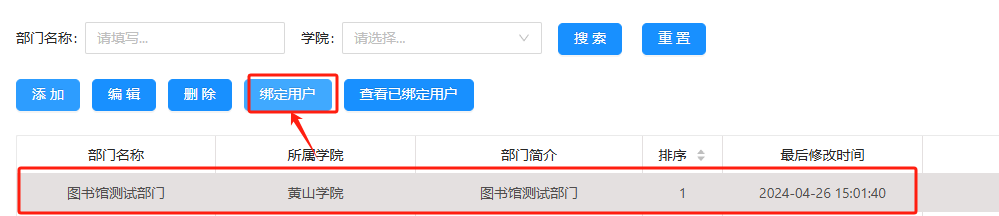 部门名称: 请填写... 学院: 请选择... 搜 索 重 置
添 加 编 辑 删 除 绑定用户 查看已绑定用户
部门名称 所属学院 部门简介 排序 最后修改时间
图书馆测试部门 黄山学院 图书馆测试部门 1 2024-04-26 15:01:40